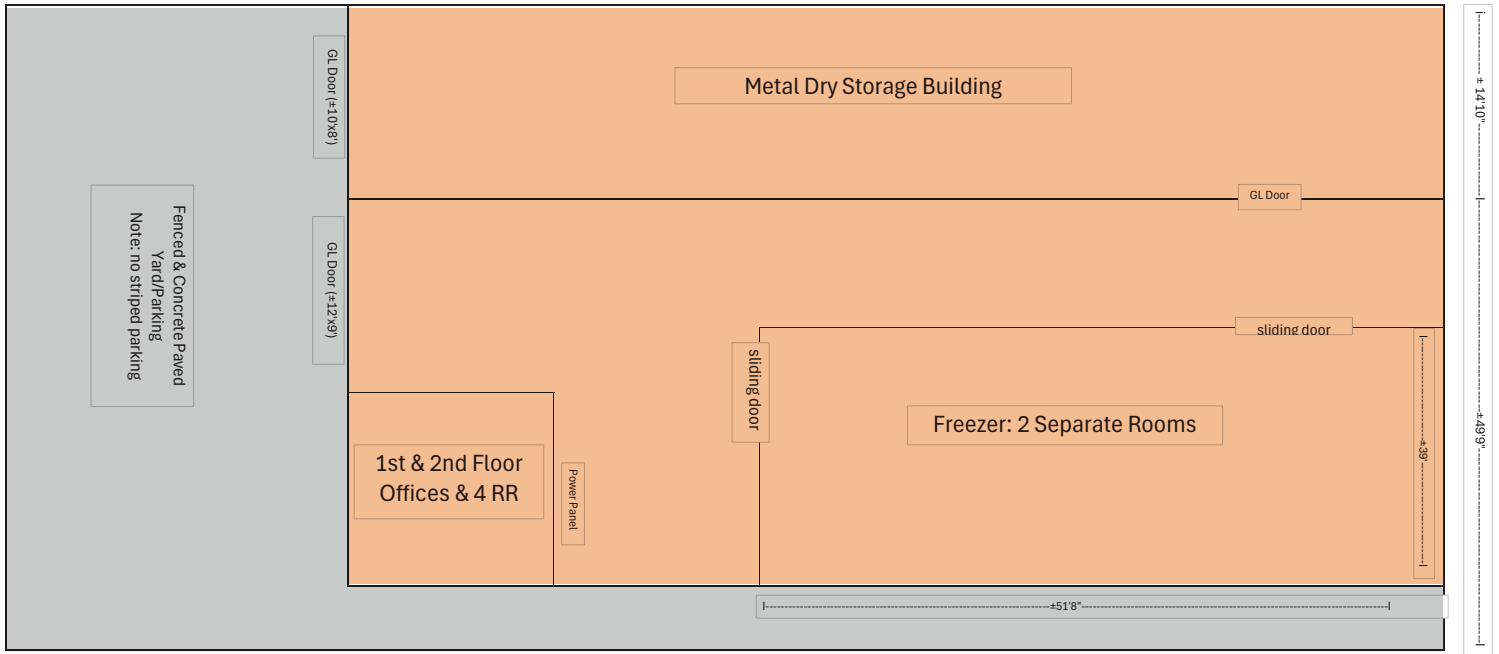 Metal Dry Storage Building
GL Door (±10'x8')
± 14'10"
GL Door
Fenced & Concrete Paved
Yard/Parking
Note: no striped parking
GL Door (±12'x9')
sliding door
sliding door
Freezer: 2 Separate Rooms
±39'
±49'9"
1st & 2nd Floor
Offices & 4 RR
Power Panel
±51'8"